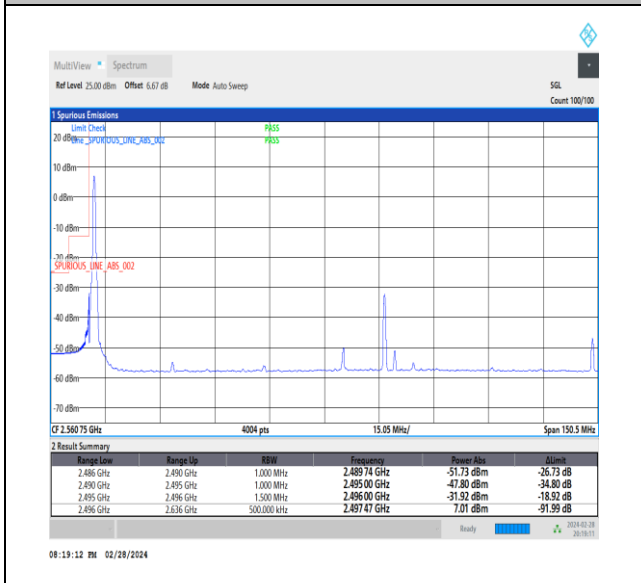 MultiView Spectrum
Ref Level 25.00 dBm Offset 6.67 dB Mode Auto Sweep SGL
Count 100/100
1 Spurious Emissions
Limit Check PASS
20 dBm
Line _SPURIOUS_LINE_ABS_002 PASS
10 dBm
0 dBm
-10 dBm
-20 dBm
_SPURIOUS_LINE_ABS_002
-30 dBm
-40 dBm
-50 dBm
-60 dBm
-70 dBm
CF 2.560 75 GHz 4004 pts 15.05 MHz/ Span 150.5 MHz
2 Result Summary
Range Low Range Up RBW Frequency Power Abs ΔLimit
2.486 GHz 2.490 GHz 1.000 MHz 2.489 74 GHz -51.73 dBm -26.73 dB
2.490 GHz 2.495 GHz 1.000 MHz 2.495 00 GHz -47.80 dBm -34.80 dB
2.495 GHz 2.496 GHz 1.500 MHz 2.496 00 GHz -31.92 dBm -18.92 dB
2.496 GHz 2.636 GHz 500.000 kHz 2.497 47 GHz 7.01 dBm -91.99 dB
Ready 2024-02-28
20:19:11
08:19:12 PM 02/28/2024